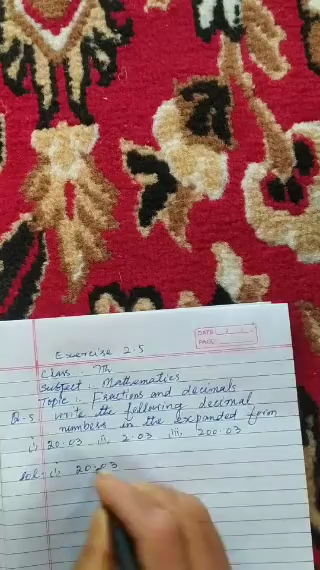 DATE:
PAGE:
Exercise 2.5
Class : 7th
Subject : Mathematics
Topic : Fractions and decimals
Q.5 Write the following decimal
numbers in the expanded form
(i) 20.03 (ii) 2.03 (iii) 200.03
Sol: (i) 20.03